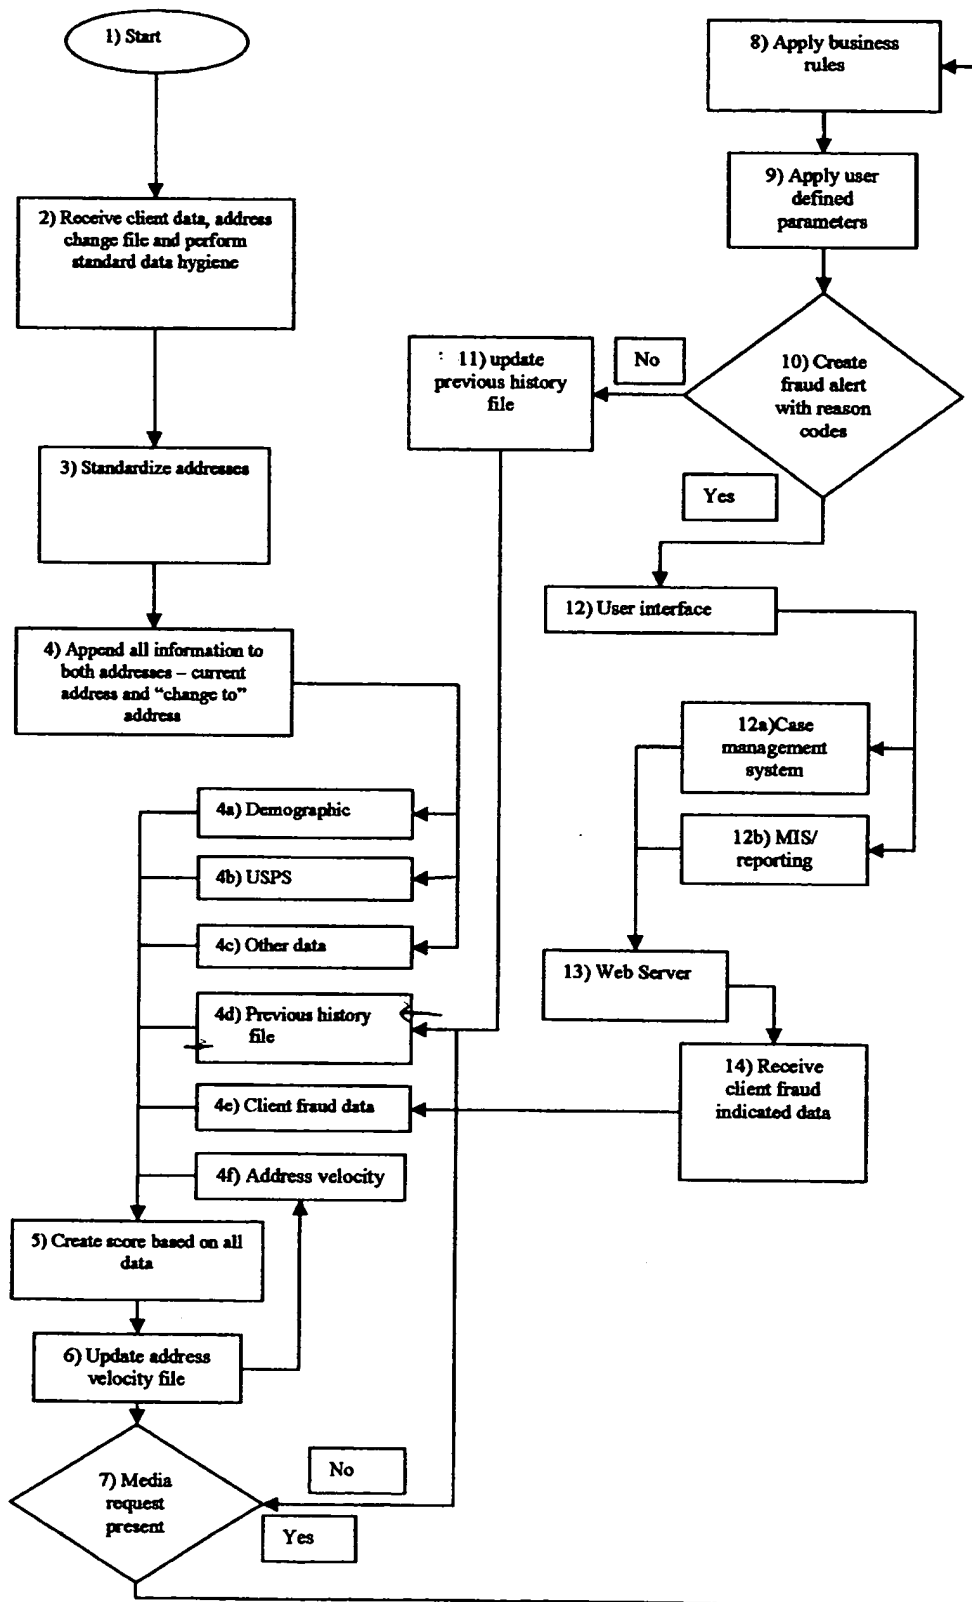 1) Start
2) Receive client data, address
change file and perform
standard data hygiene
3) Standardize addresses
4) Append all information to
both addresses – current
address and “change to”
address
4a) Demographic
4b) USPS
4c) Other data
4d) Previous history
file
4e) Client fraud data
4f) Address velocity
5) Create score based on all
data
6) Update address
velocity file
7) Media
request
present
No
Yes
8) Apply business
rules
9) Apply user
defined
parameters
10) Create
fraud alert
with reason
codes
No
11) update
previous history
file
Yes
12) User interface
12a)Case
management
system
12b) MIS/
reporting
13) Web Server
14) Receive
client fraud
indicated data